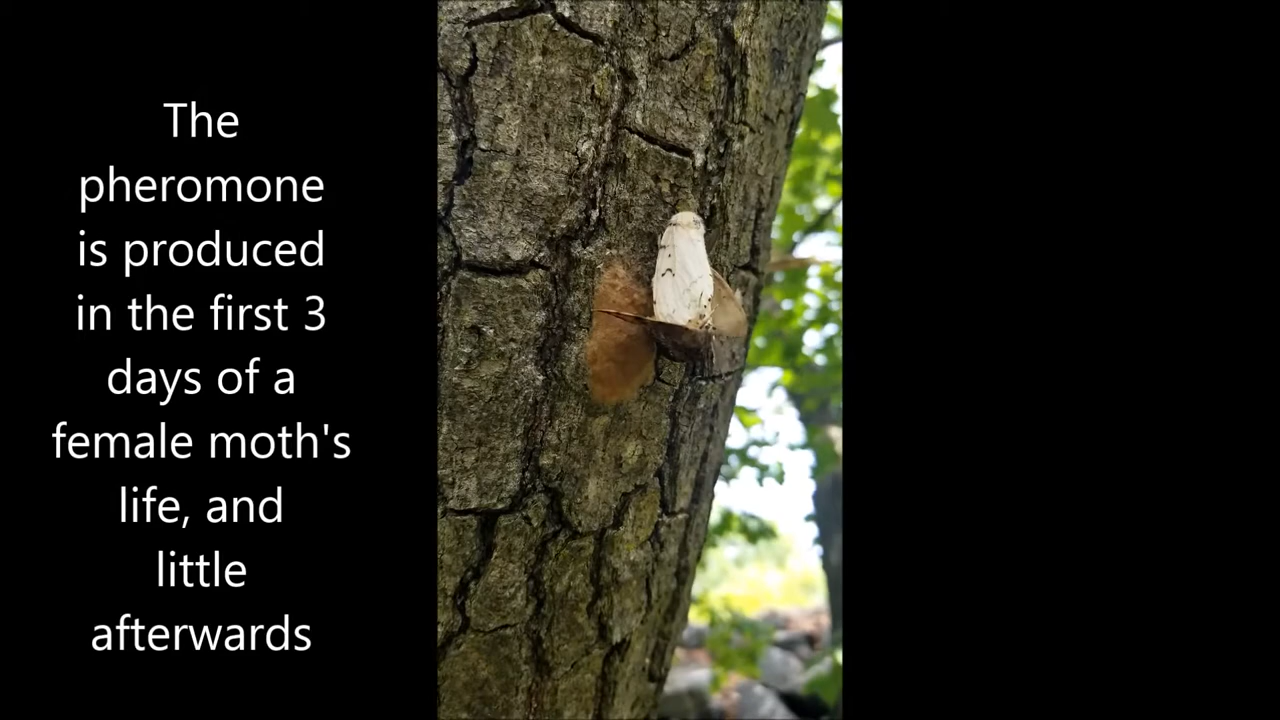 The
pheromone
is produced
in the first 3
days of a
female moth's
life, and
little
afterwards